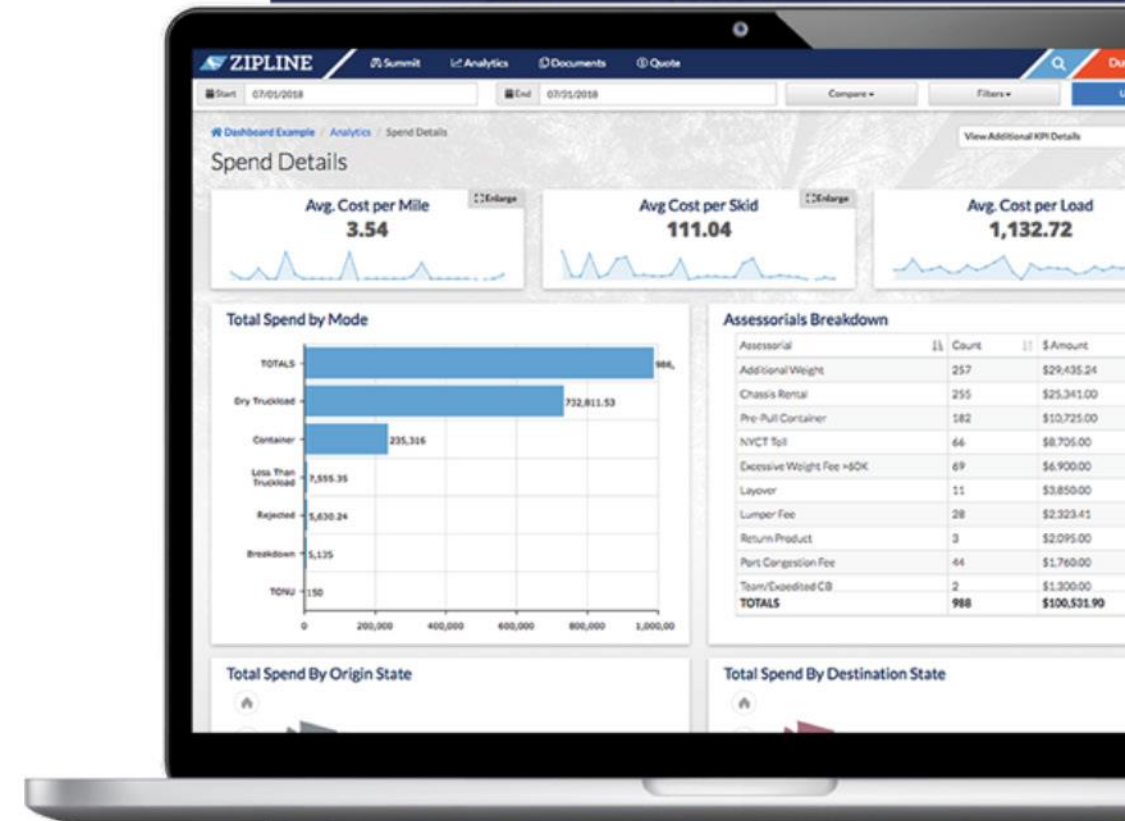 ZIPLINE Summit Analytics Documents Quote
Start 07/01/2018 End 07/31/2018 Compare Filters
Dashboard Example / Analytics / Spend Details
View Additional KPI Details
Spend Details
Avg. Cost per Mile Enlarge
3.54
Avg Cost per Skid Enlarge
111.04
Avg. Cost per Load
1,132.72
Total Spend by Mode
TOTALS 986,
Dry Truckload 732,811.53
Container 235,316
Less Than
Truckload 7,555.35
Rejected 5,630.24
Breakdown 5,135
TONU 150
0 200,000 400,000 600,000 800,000 1,000,00
Assessorials Breakdown
Assessorial Count $ Amount
Additional Weight 257 $29,435.24
Chassis Rental 255 $25,341.00
Pre-Pull Container 182 $10,725.00
NYCT Toll 66 $8,705.00
Excessive Weight Fee >60K 69 $6,900.00
Layover 11 $3,850.00
Lumper Fee 28 $2,323.41
Return Product 3 $2,095.00
Port Congestion Fee 44 $1,760.00
Team/Expedited CB 2 $1,300.00
TOTALS 988 $100,531.90
Total Spend By Origin State
Total Spend By Destination State